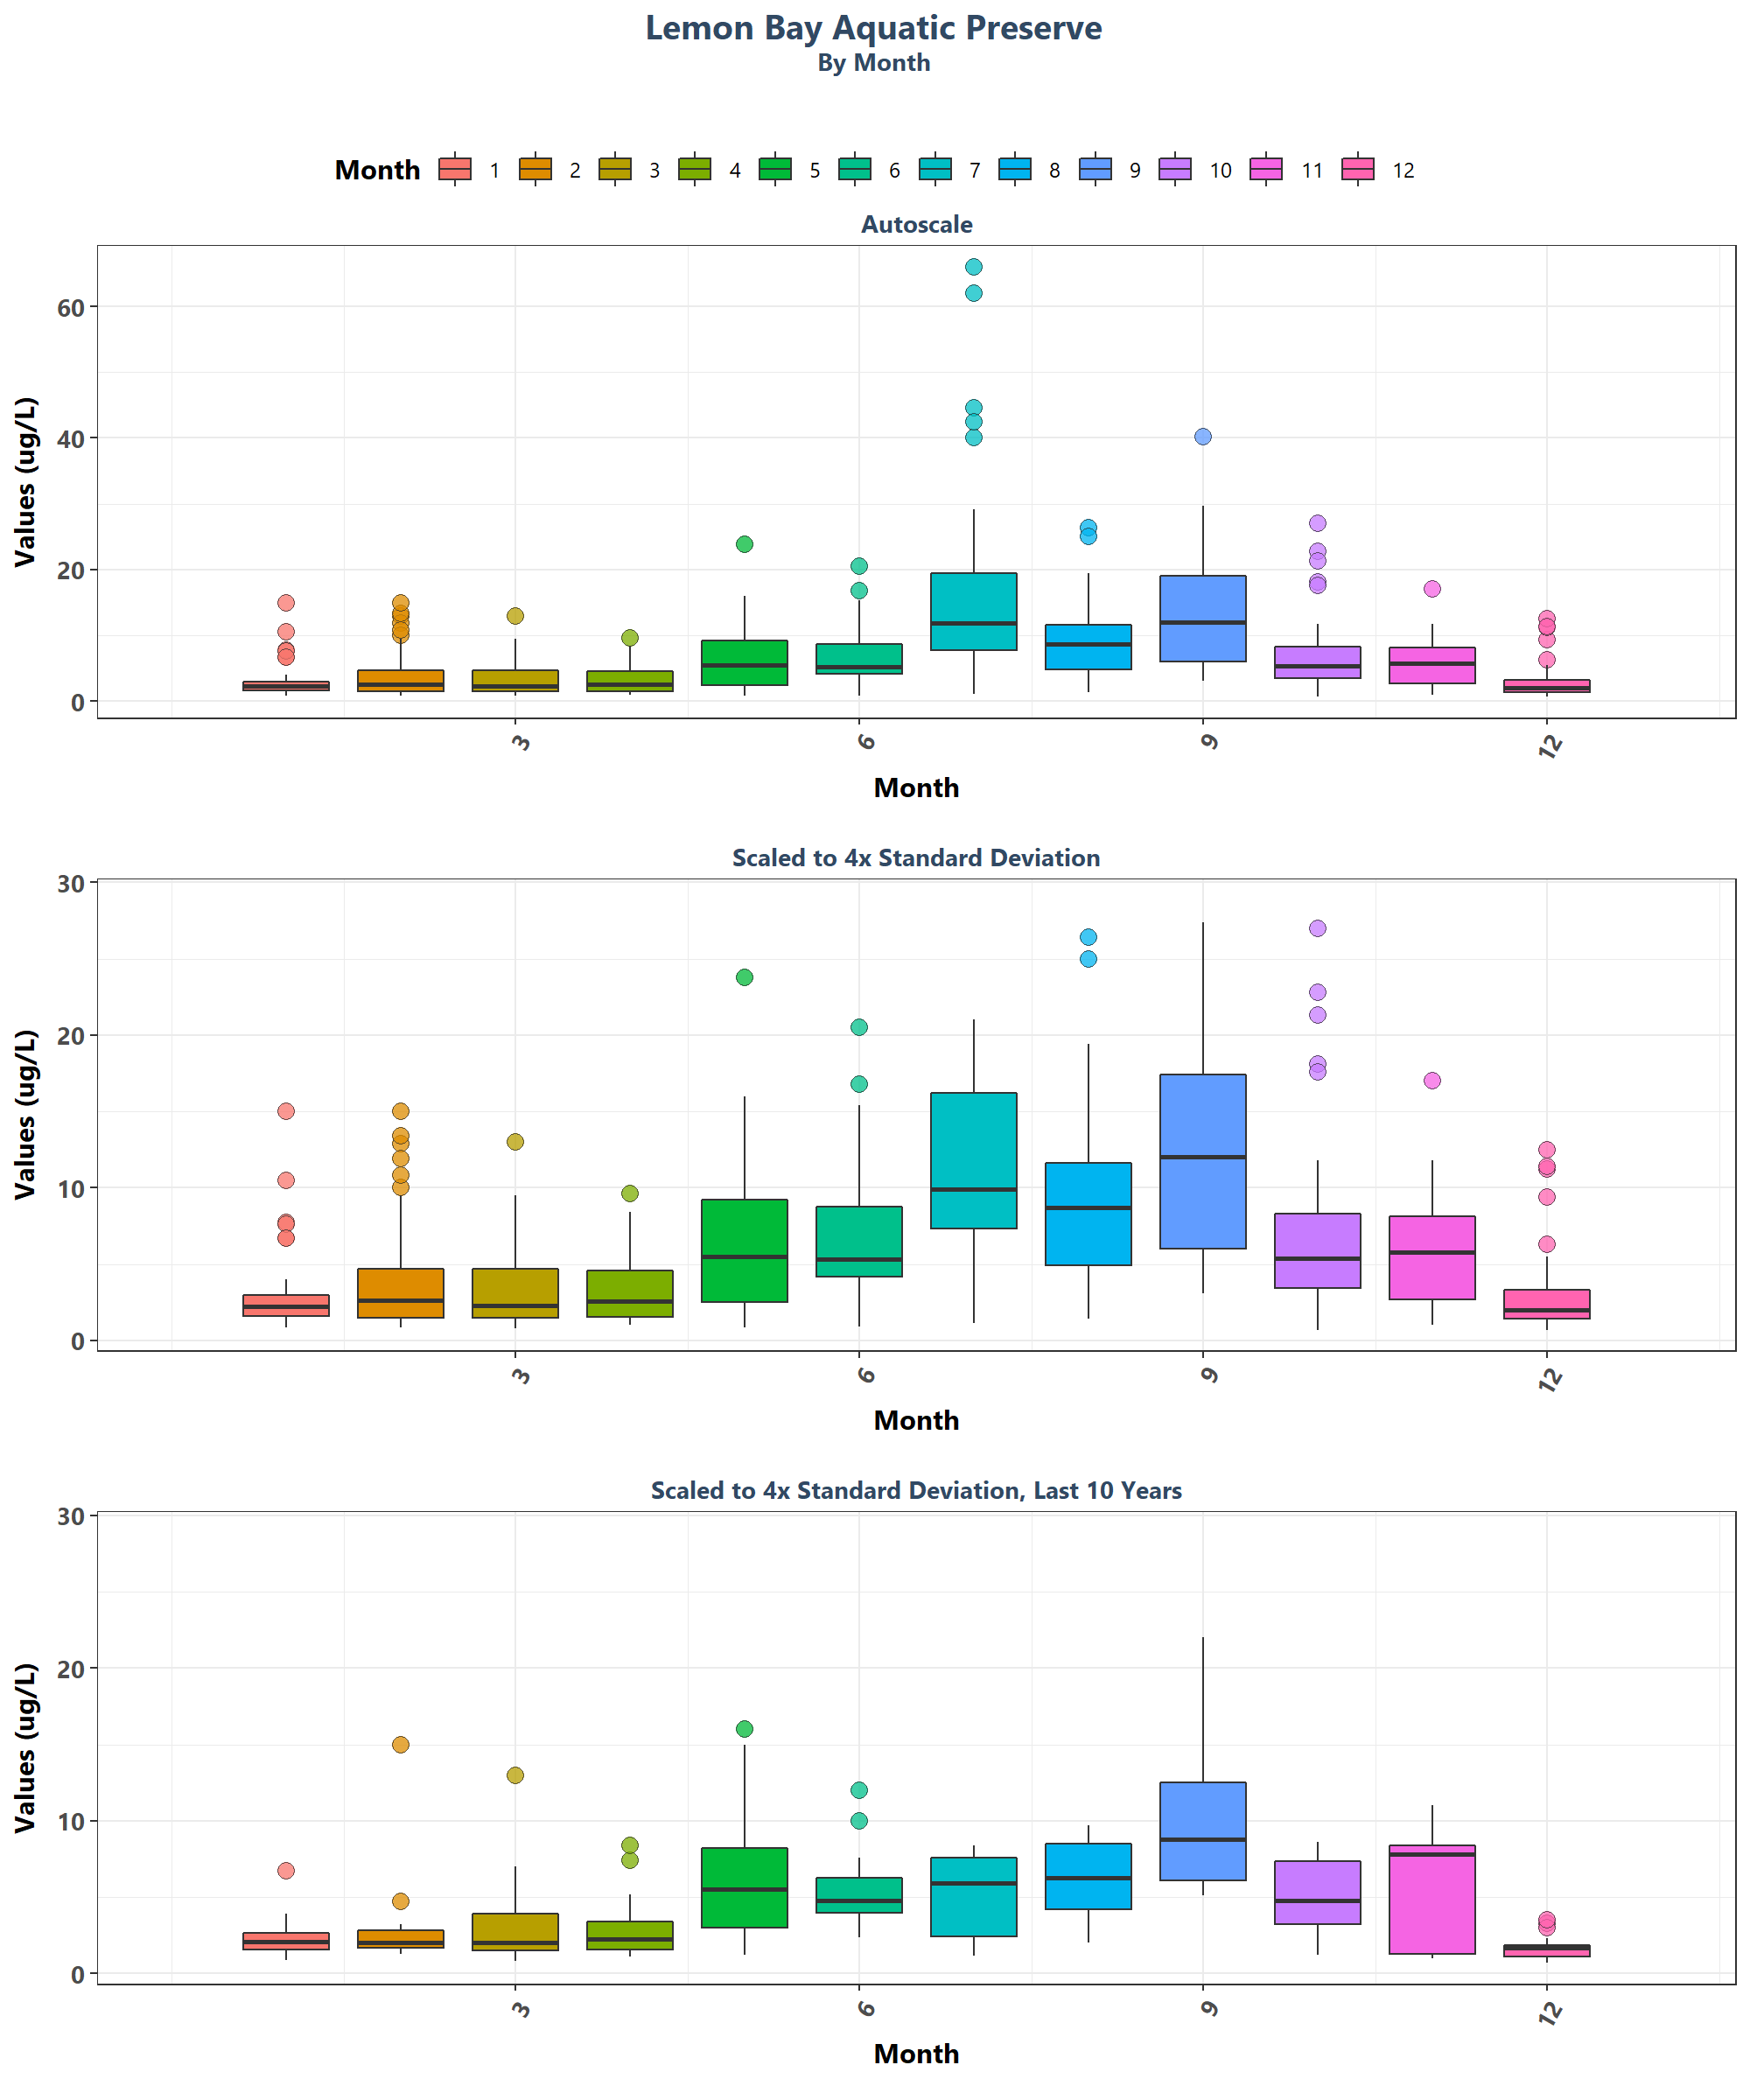 Lemon Bay Aquatic Preserve
By Month
Month 1 2 3 4 5 6 7 8 9 10 11 12
Autoscale
Values (ug/L)
60
40
20
0
3 6 9 12
Month
Scaled to 4x Standard Deviation
Values (ug/L)
30
20
10
0
3 6 9 12
Month
Scaled to 4x Standard Deviation, Last 10 Years
Values (ug/L)
30
20
10
0
3 6 9 12
Month